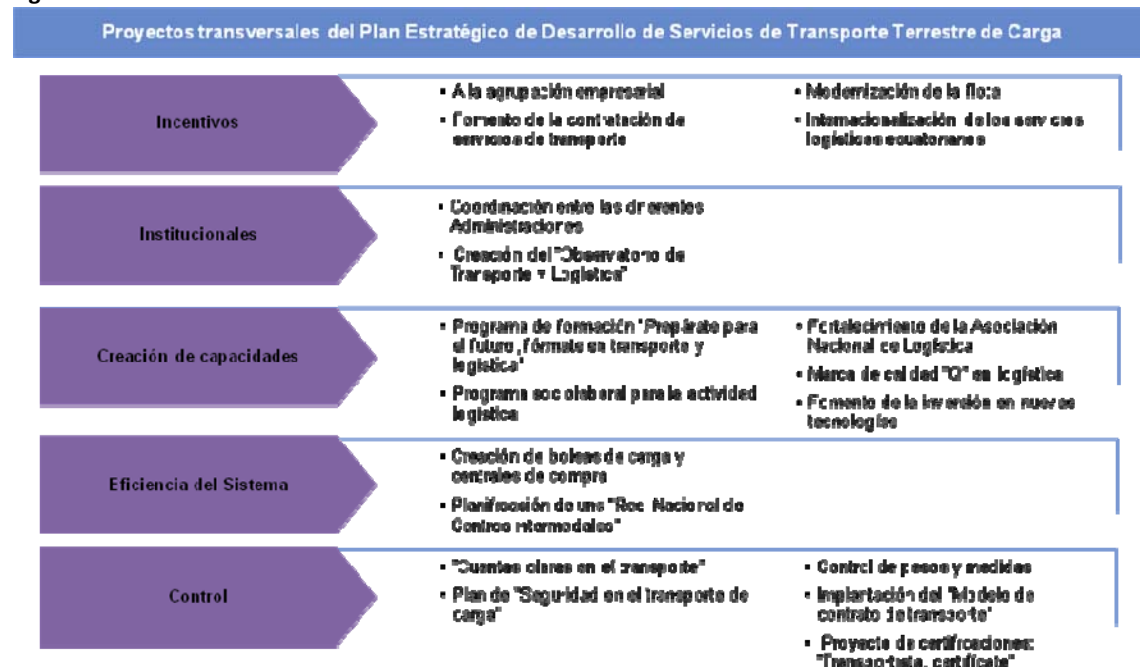 Proyectos transversales del Plan Estratégico de Desarrollo de Servicios de Transporte Terrestre de Carga
Incentivos
▪ A la agrupación empresarial
▪ Fomento de la contratación de
servicios de transporte
▪ Modernización de la flota
▪ Internacionalización de los servicios
logísticos ecuatorianos
Institucionales
▪ Coordinación entre las diferentes
Administraciones
▪ Creación del "Observatorio de
Transporte y Logística"
Creación de capacidades
▪ Programa de formación "Prepárate para
el futuro, fórmate en transporte y
logística"
▪ Programa sociolaboral para la actividad
logística
▪ Fortalecimiento de la Asociación
Nacional de Logística
▪ Marca de calidad "Q" en logística
▪ Fomento de la inversión en nuevas
tecnologías
Eficiencia del Sistema
▪ Creación de bolsas de carga y
centrales de compra
▪ Planificación de una "Red Nacional de
Centros intermodales"
Control
▪ "Cuentas claras en el transporte"
▪ Plan de "Seguridad en el transporte de
carga"
▪ Control de pesos y medidas
▪ Implantación del "Modelo de
contrato de transporte"
▪ Proyecto de certificaciones:
"Transportista, certifícate"